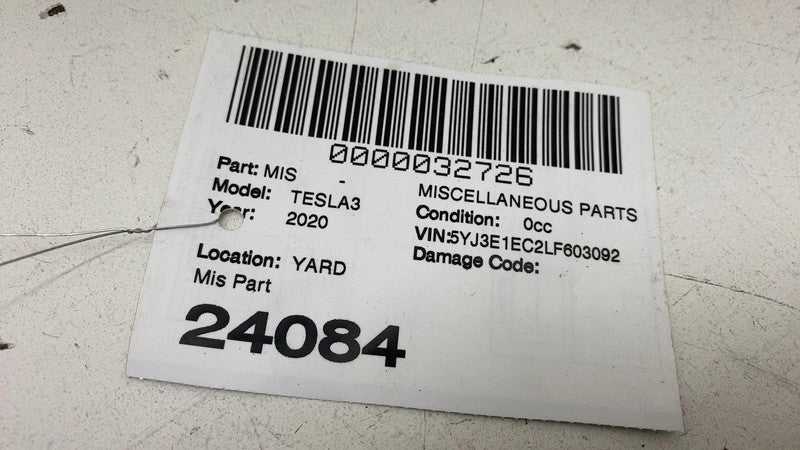 0000032726
Part: MIS - MISCELLANEOUS PARTS
Model: TESLA3 Condition: 0cc
Year: 2020 VIN:5YJ3E1EC2LF603092
Damage Code:
Location: YARD
Mis Part
24084